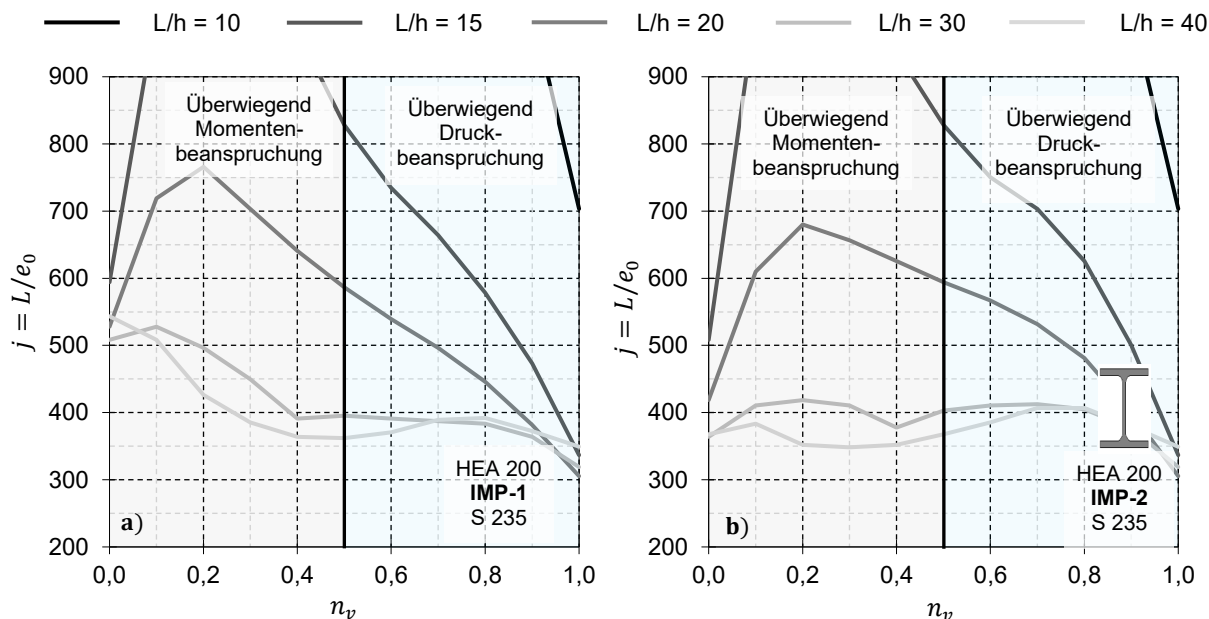 L/h = 10
L/h = 15
L/h = 20
L/h = 30
L/h = 40
900
800
700
600
500
400
300
200
j = L/e₀
Überwiegend
Momenten-
beanspruchung
Überwiegend
Druck-
beanspruchung
HEA 200
IMP-1
S 235
a)
0,0
0,2
0,4
0,6
0,8
1,0
nᵥ
900
800
700
600
500
400
300
200
j = L/e₀
Überwiegend
Momenten-
beanspruchung
Überwiegend
Druck-
beanspruchung
HEA 200
IMP-2
S 235
b)
0,0
0,2
0,4
0,6
0,8
1,0
nᵥ